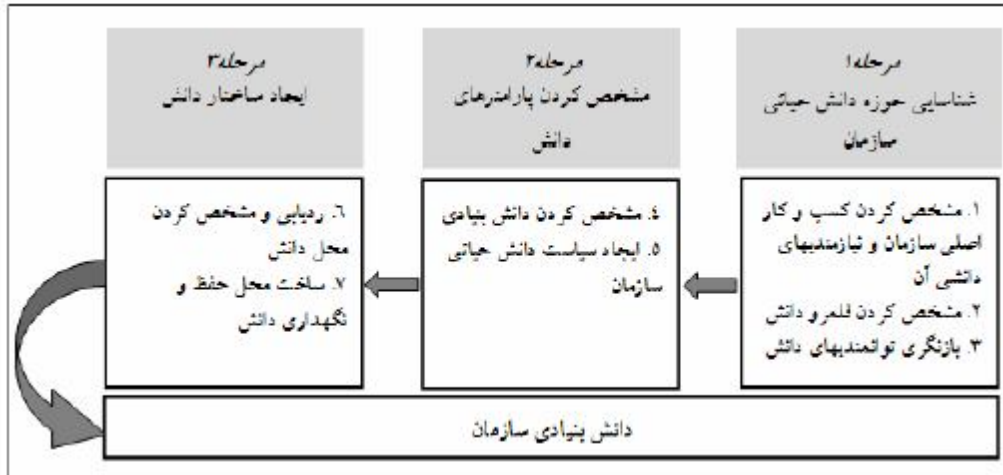 مرحله۱
شناسایی حوزه دانش حیاتی
سازمان
مرحله۲
مشخص کردن پارامترهای
دانش
مرحله۳
ایجاد ساختار دانش
۱. مشخص کردن کسب و کار
اصلی سازمان و نیازمندیهای
دانشی آن
۲. مشخص کردن قلمرو دانش
۳. بازنگری توانمندیهای دانش
۴. مشخص کردن دانش بنیادی
۵. ایجاد سیاست دانش حیاتی
سازمان
۶. ردیابی و مشخص کردن
محل دانش
۷. ساخت محل حفظ و
نگهداری دانش
دانش بنیادی سازمان